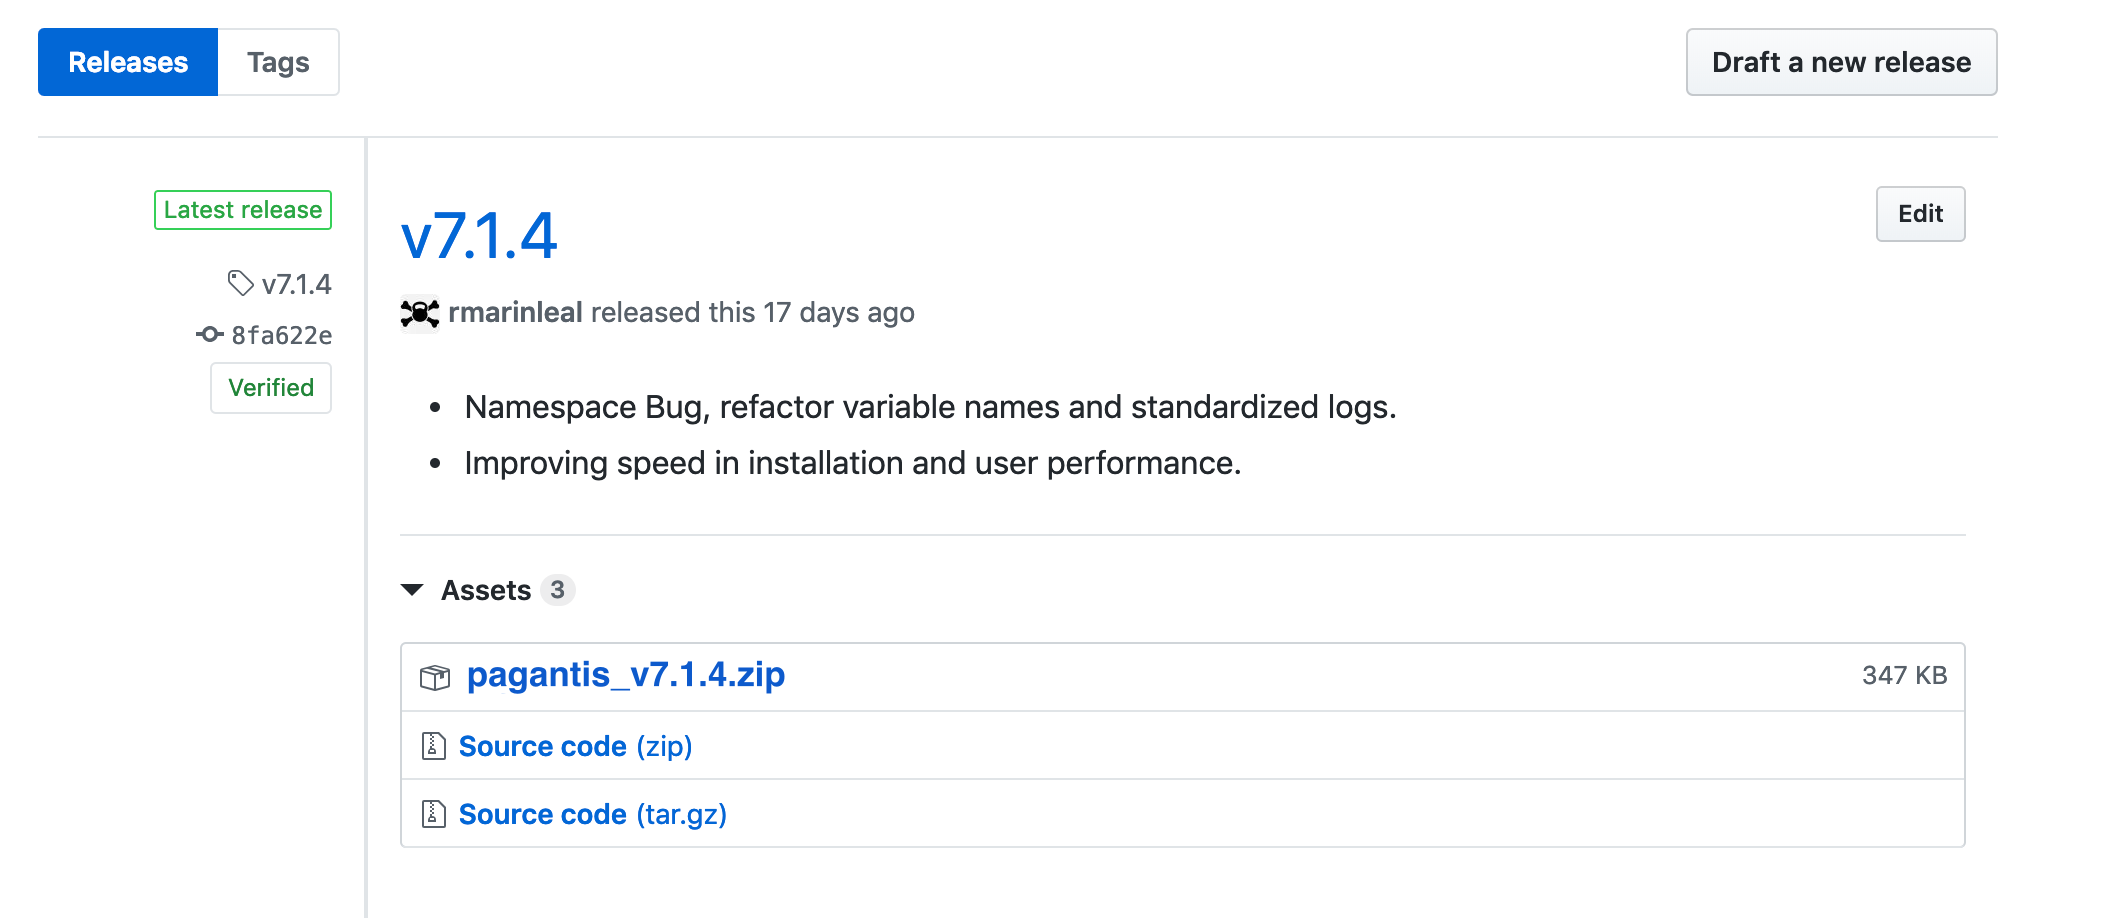 Releases Tags Draft a new release
Latest release
v7.1.4
8fa622e
Verified
v7.1.4 Edit
rmarinleal released this 17 days ago
• Namespace Bug, refactor variable names and standardized logs.
• Improving speed in installation and user performance.
Assets 3
pagantis_v7.1.4.zip 347 KB
Source code (zip)
Source code (tar.gz)